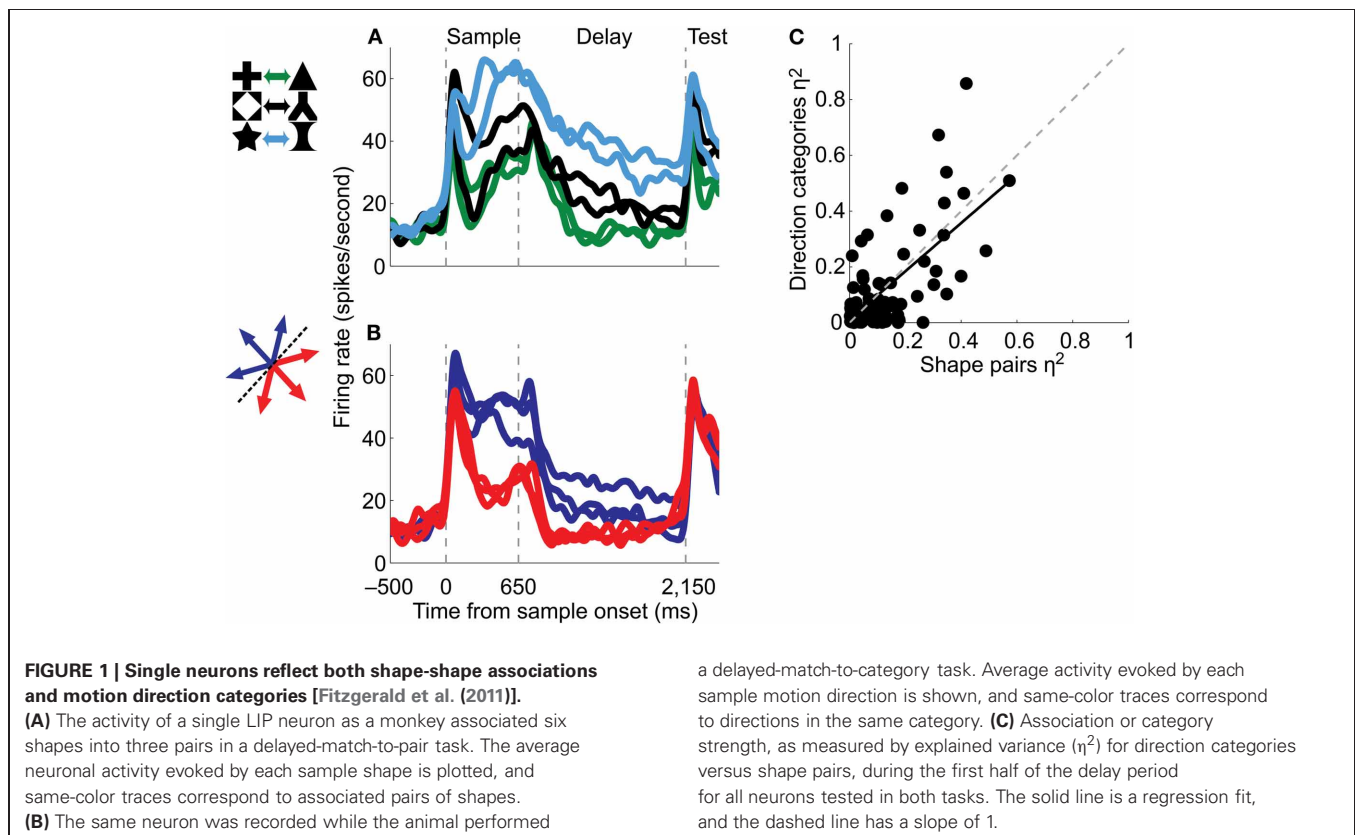 A
Sample
Delay
Test
60
40
20
0
Firing rate (spikes/second)
B
60
40
20
0
–500
0
650
2,150
Time from sample onset (ms)
C
1
0.8
0.6
0.4
0.2
0
Direction categories η²
0
0.2
0.4
0.6
0.8
1
Shape pairs η²
FIGURE 1 | Single neurons reflect both shape-shape associations
and motion direction categories [Fitzgerald et al. (2011)].
(A) The activity of a single LIP neuron as a monkey associated six
shapes into three pairs in a delayed-match-to-pair task. The average
neuronal activity evoked by each sample shape is plotted, and
same-color traces correspond to associated pairs of shapes.
(B) The same neuron was recorded while the animal performed
a delayed-match-to-category task. Average activity evoked by each
sample motion direction is shown, and same-color traces correspond
to directions in the same category. (C) Association or category
strength, as measured by explained variance (η²) for direction categories
versus shape pairs, during the first half of the delay period
for all neurons tested in both tasks. The solid line is a regression fit,
and the dashed line has a slope of 1.